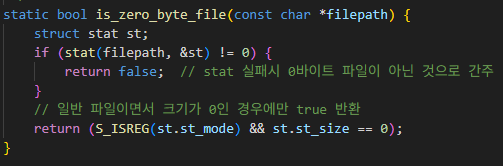 static bool is_zero_byte_file(const char *filepath) {
    struct stat st;
    if (stat(filepath, &st) != 0) {
        return false;  // stat 실패시 0바이트 파일이 아닌 것으로 간주
    }
    // 일반 파일이면서 크기가 0인 경우에만 true 반환
    return (S_ISREG(st.st_mode) && st.st_size == 0);
}